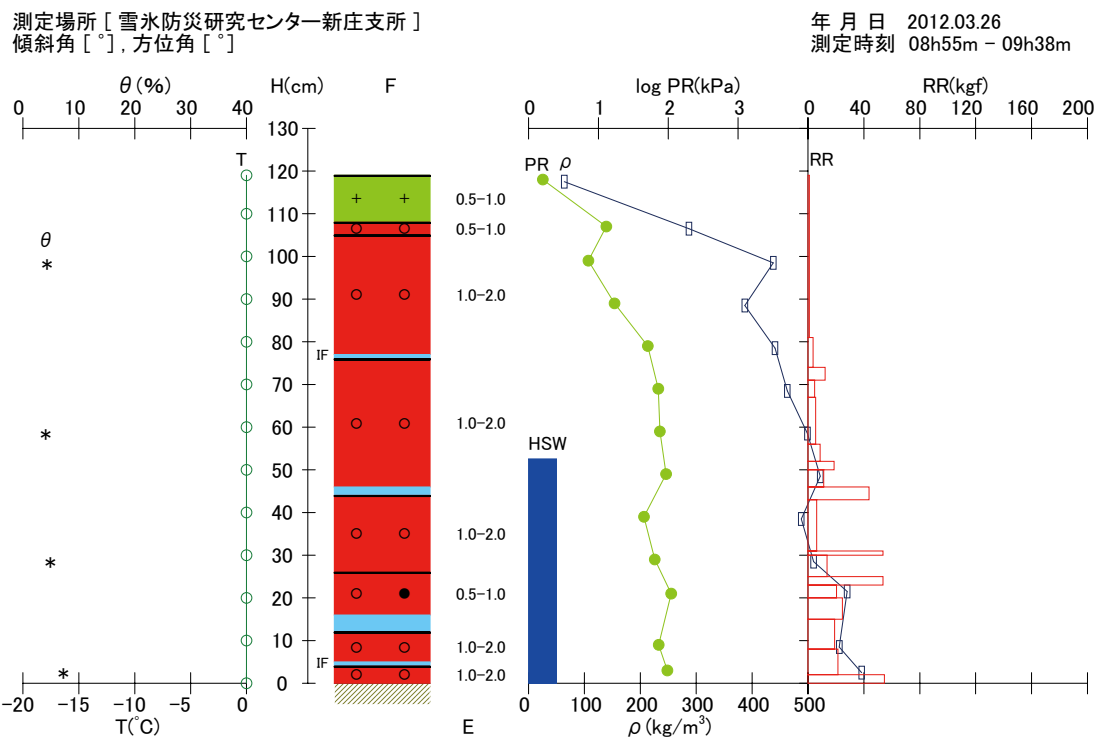 測定場所 [ 雪氷防災研究センター新庄支所 ]
年 月 日 2012.03.26
傾斜角 [ °] , 方位角 [ °]
測定時刻 08h55m - 09h38m
θ(%) H(cm) F log PR(kPa) RR(kgf)
0 10 20 30 40 0 1 2 3 0 40 80 120 160 200
130
T PR ρ RR
120
+ + 0.5-1.0
110
0.5-1.0
θ
*
100
1.0-2.0
90
80
IF
70
1.0-2.0
60
*
HSW
50
40
1.0-2.0
30
*
20
0.5-1.0
10
1.0-2.0
IF
*
1.0-2.0
0
-20 -15 -10 -5 0 0 100 200 300 400 500
T(°C) E ρ(kg/m³)